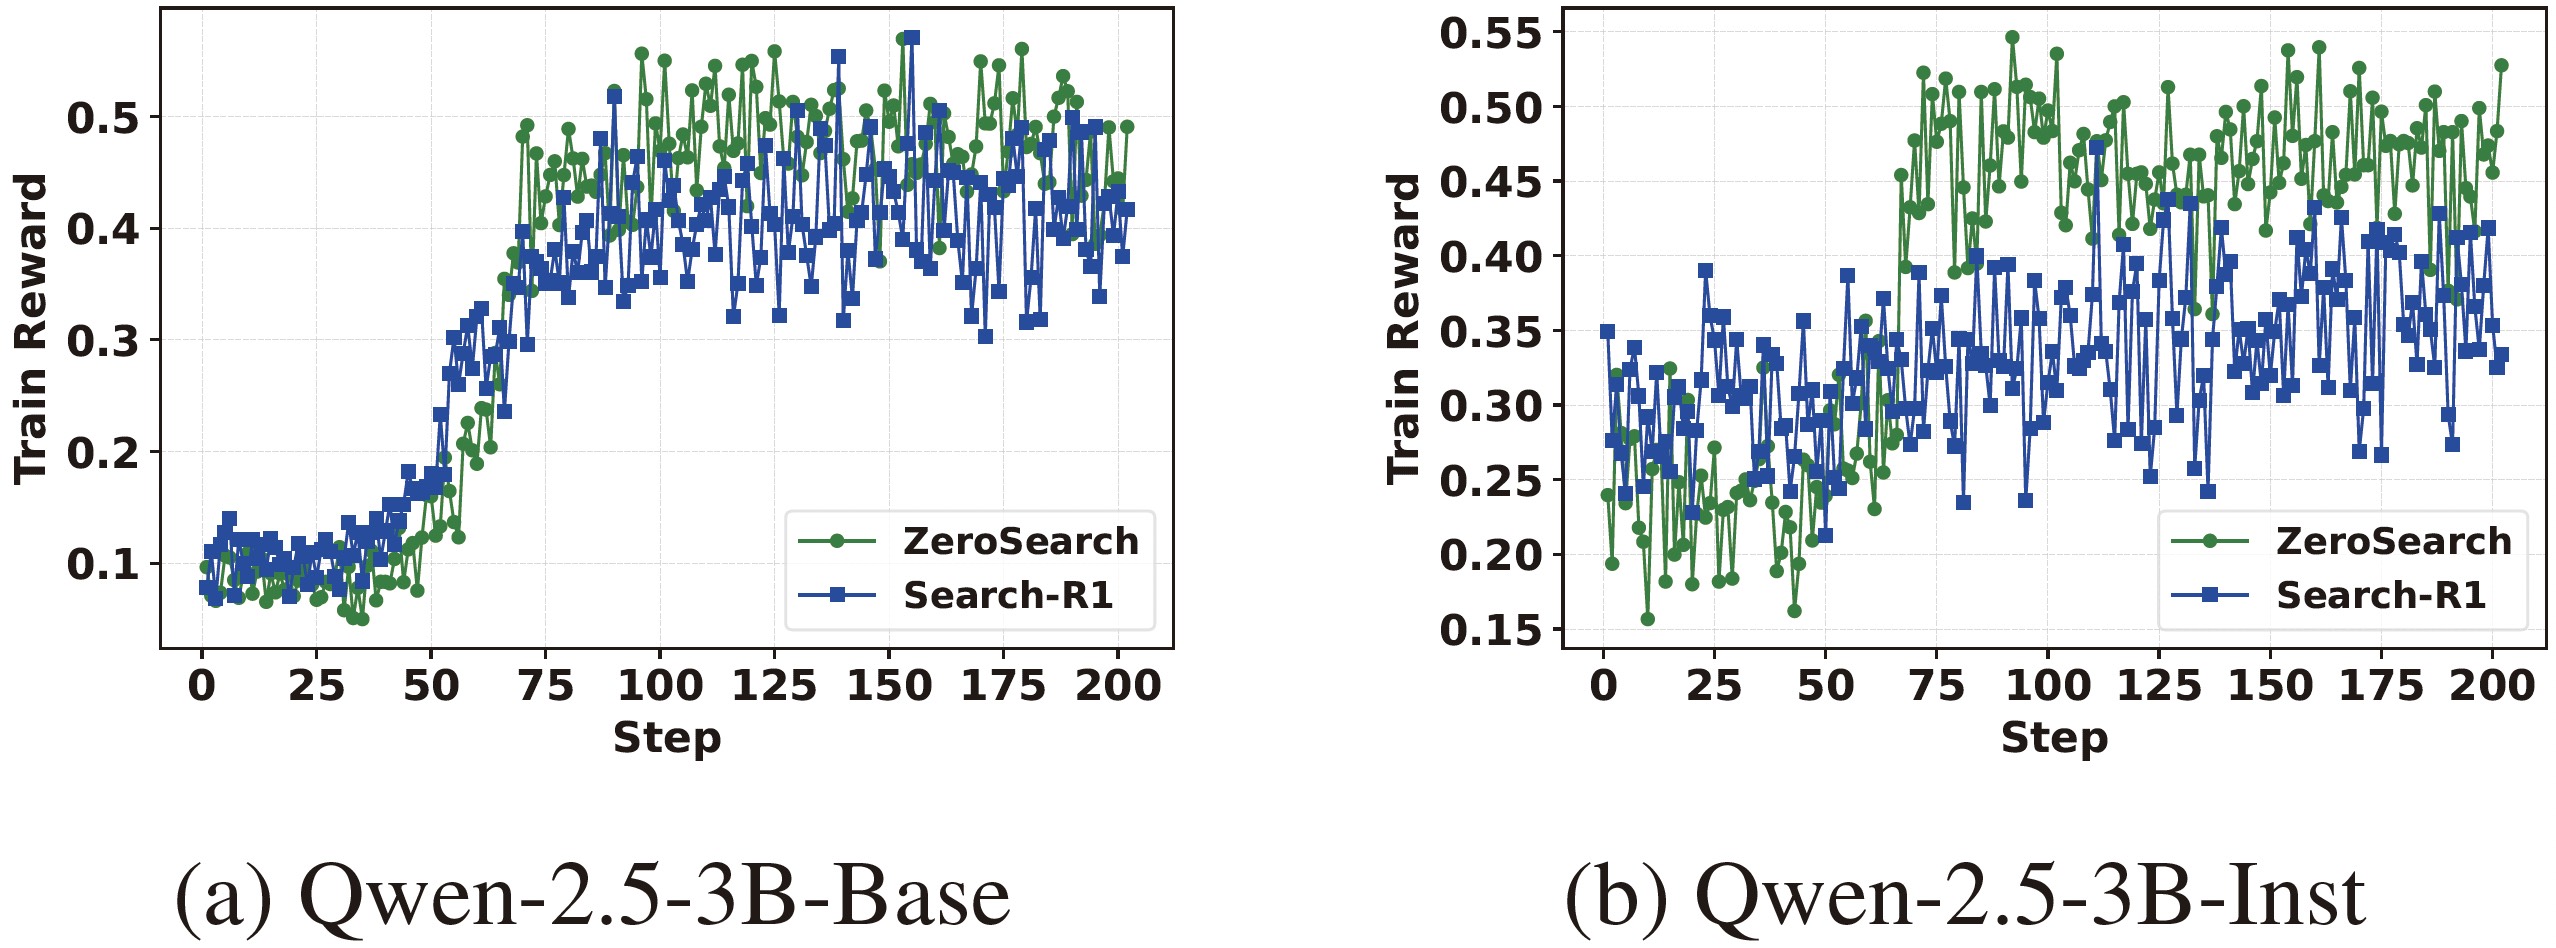 Train Reward
0.5
0.4
0.3
0.2
0.1
ZeroSearch
Search-R1
0 25 50 75 100 125 150 175 200
Step
(a) Qwen-2.5-3B-Base
Train Reward
0.55
0.50
0.45
0.40
0.35
0.30
0.25
0.20
0.15
ZeroSearch
Search-R1
0 25 50 75 100 125 150 175 200
Step
(b) Qwen-2.5-3B-Inst